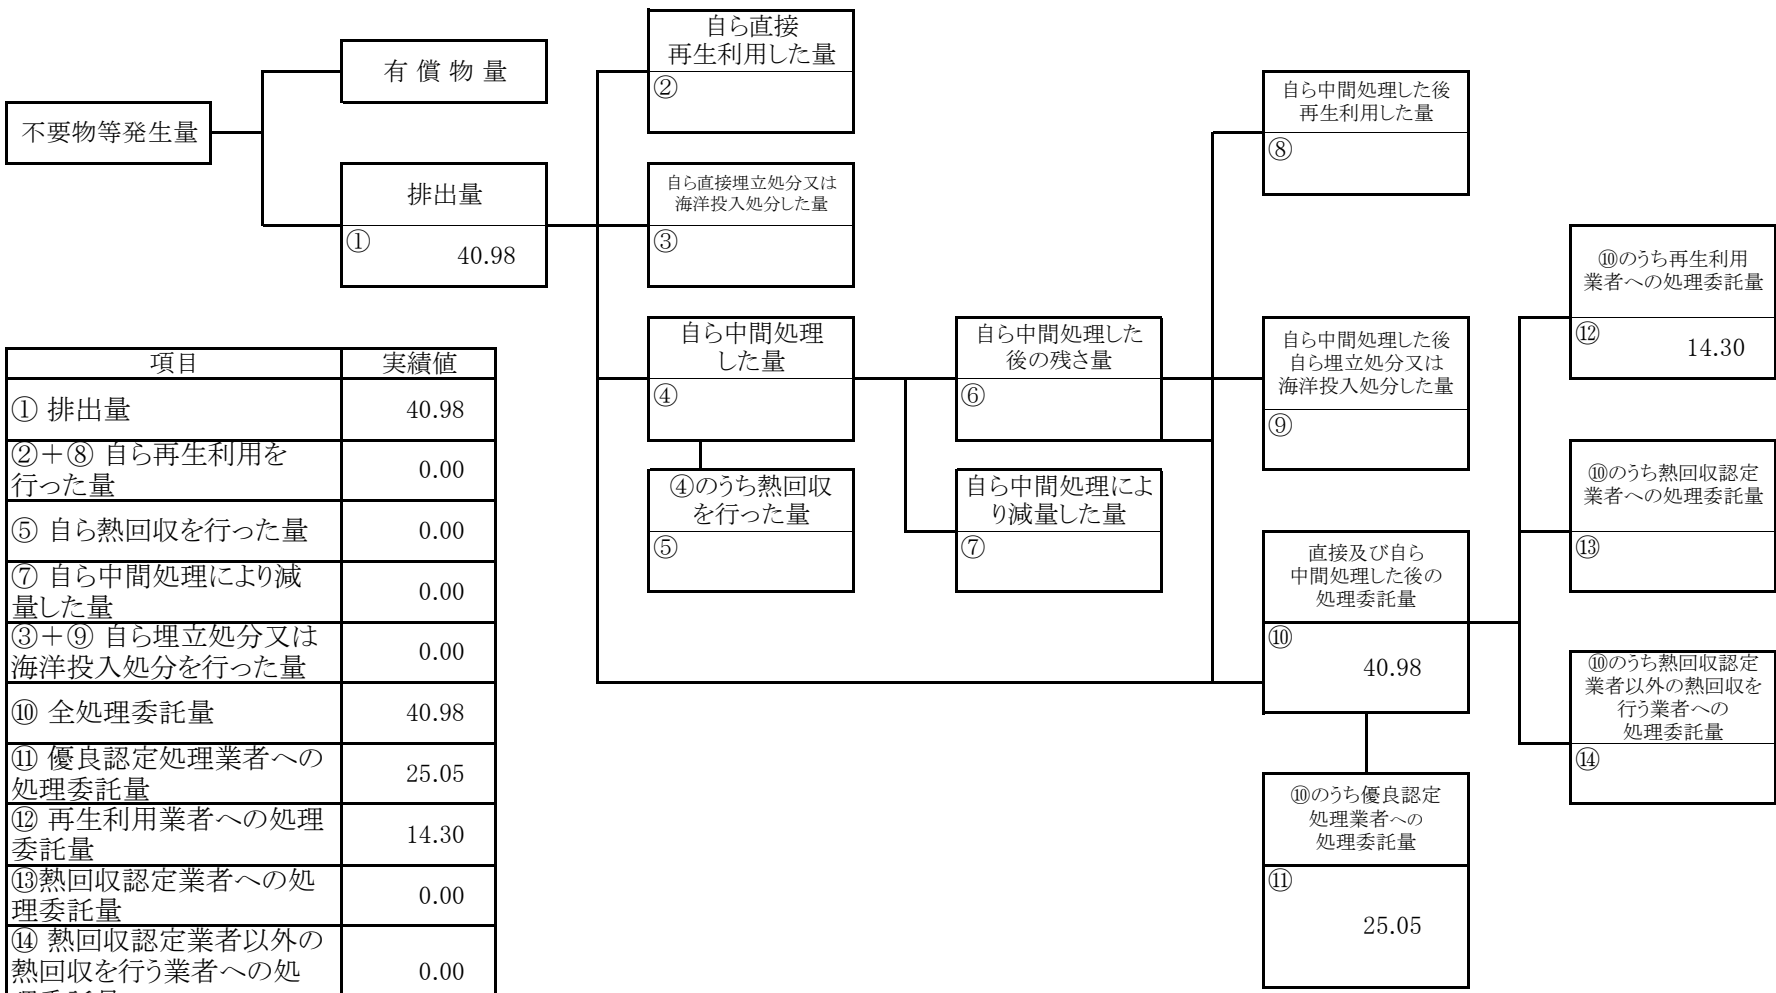 不要物等発生量
有償物量
排出量
①
40.98
自ら直接
再生利用した量
②
自ら直接埋立処分又は
海洋投入処分した量
③
自ら中間処理
した量
④
④のうち熱回収
を行った量
⑤
自ら中間処理した
後の残さ量
⑥
自ら中間処理によ
り減量した量
⑦
自ら中間処理した後
再生利用した量
⑧
自ら中間処理した後
自ら埋立処分又は
海洋投入処分した量
⑨
直接及び自ら
中間処理した後の
処理委託量
⑩
40.98
⑩のうち優良認定
処理業者への
処理委託量
⑪
25.05
⑩のうち再生利用
業者への処理委託量
⑫
14.30
⑩のうち熱回収認定
業者への処理委託量
⑬
⑩のうち熱回収認定
業者以外の熱回収を
行う業者への
処理委託量
⑭
項目 実績値
① 排出量 40.98
②+⑧ 自ら再生利用を
行った量 0.00
⑤ 自ら熱回収を行った量 0.00
⑦ 自ら中間処理により減
量した量 0.00
③+⑨ 自ら埋立処分又は
海洋投入処分を行った量 0.00
⑩ 全処理委託量 40.98
⑪ 優良認定処理業者への
処理委託量 25.05
⑫ 再生利用業者への処理
委託量 14.30
⑬熱回収認定業者への処
理委託量 0.00
⑭ 熱回収認定業者以外の
熱回収を行う業者への処 0.00